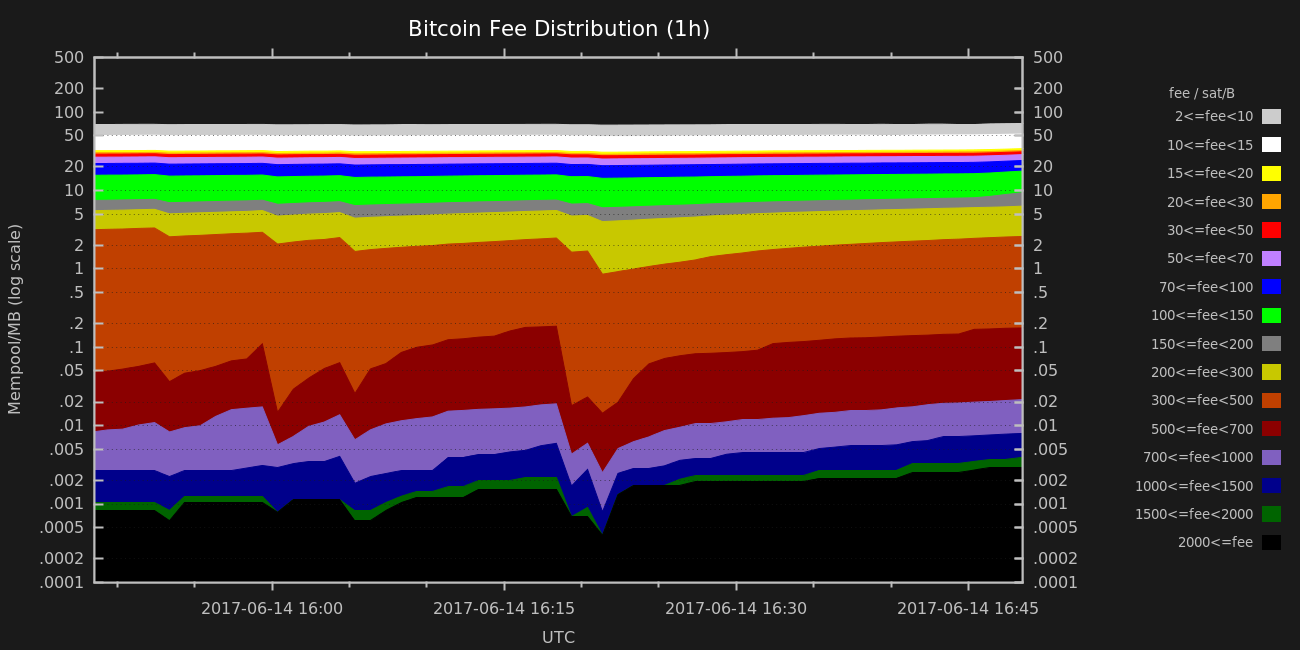 Bitcoin Fee Distribution (1h)
Mempool/MB (log scale)
500
200
100
50
20
10
5
2
1
.5
.2
.1
.05
.02
.01
.005
.002
.001
.0005
.0002
.0001
500
200
100
50
20
10
5
2
1
.5
.2
.1
.05
.02
.01
.005
.002
.001
.0005
.0002
.0001
2017-06-14 16:00
2017-06-14 16:15
2017-06-14 16:30
2017-06-14 16:45
UTC
fee / sat/B
2<=fee<10
10<=fee<15
15<=fee<20
20<=fee<30
30<=fee<50
50<=fee<70
70<=fee<100
100<=fee<150
150<=fee<200
200<=fee<300
300<=fee<500
500<=fee<700
700<=fee<1000
1000<=fee<1500
1500<=fee<2000
2000<=fee